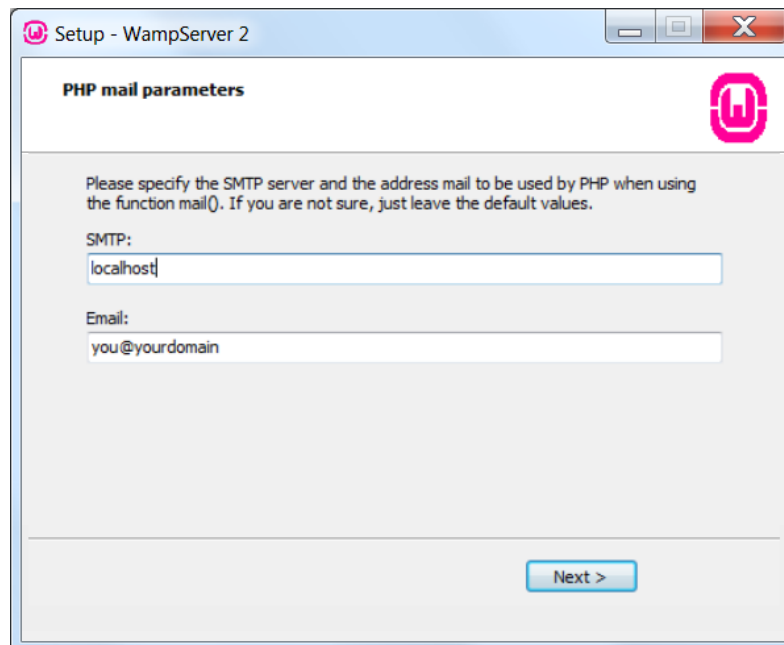 Setup - WampServer 2
PHP mail parameters
Please specify the SMTP server and the address mail to be used by PHP when using
the function mail(). If you are not sure, just leave the default values.
SMTP:
localhost
Email:
you@yourdomain
Next >